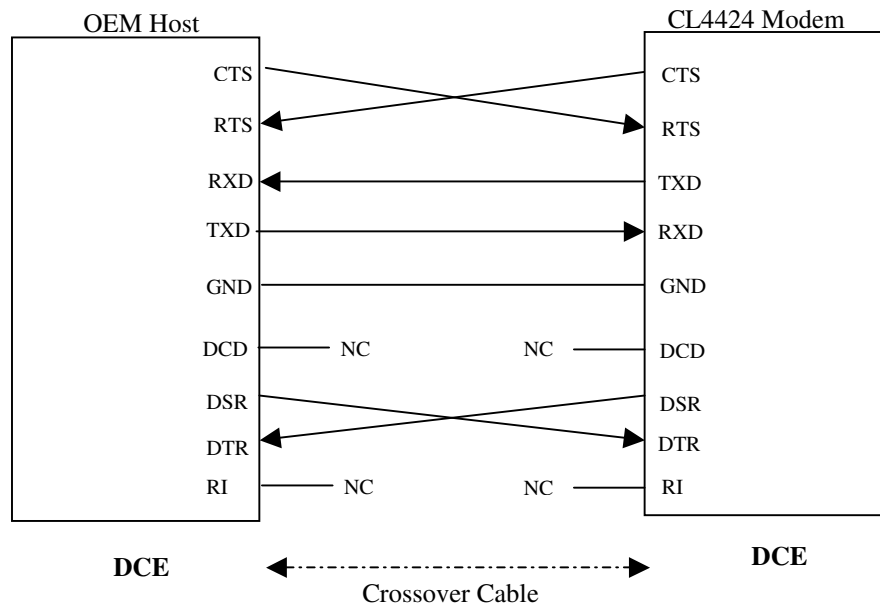 OEM Host
CL4424 Modem
CTS
CTS
RTS
RTS
RXD
TXD
TXD
RXD
GND
GND
DCD
NC
NC
DCD
DSR
DSR
DTR
DTR
RI
NC
NC
RI
DCE
DCE
Crossover Cable